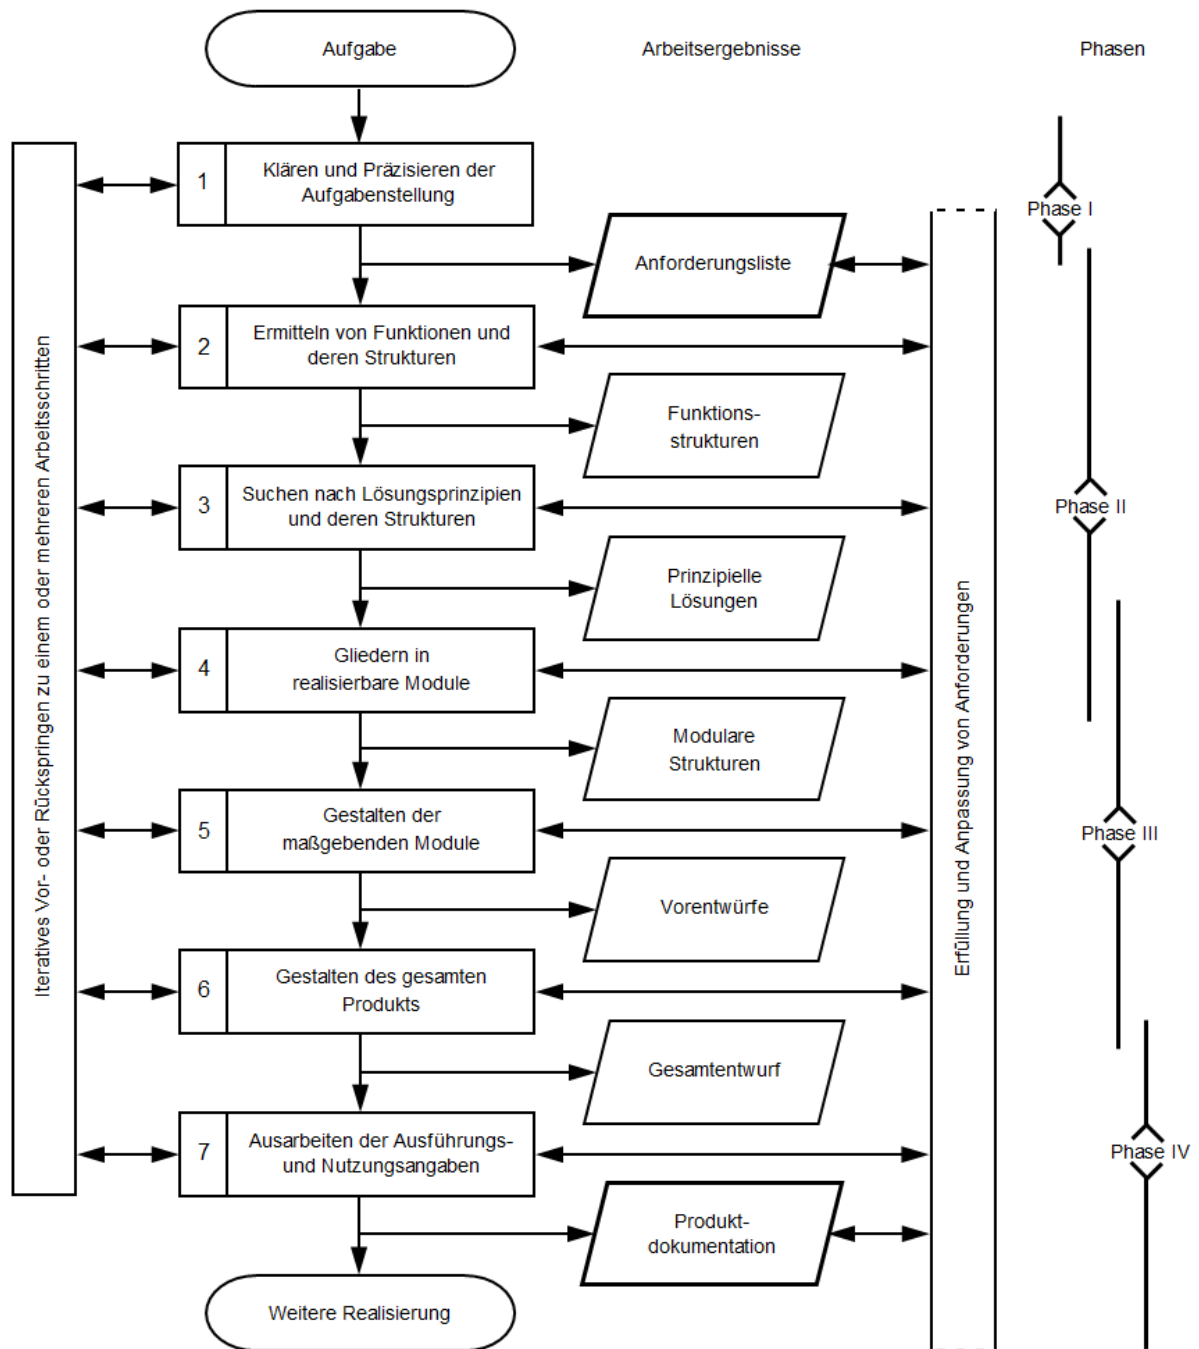 Aufgabe
Arbeitsergebnisse
Phasen
1
Klären und Präzisieren der
Aufgabenstellung
Phase I
Anforderungsliste
2
Ermitteln von Funktionen und
deren Strukturen
Funktions-
strukturen
3
Suchen nach Lösungsprinzipien
und deren Strukturen
Phase II
Prinzipielle
Lösungen
4
Gliedern in
realisierbare Module
Modulare
Strukturen
5
Gestalten der
maßgebenden Module
Phase III
Vorentwürfe
6
Gestalten des gesamten
Produkts
Gesamtentwurf
7
Ausarbeiten der Ausführungs-
und Nutzungsangaben
Phase IV
Produkt-
dokumentation
Weitere Realisierung
Iteratives Vor- oder Rückspringen zu einem oder mehreren Arbeitsschritten
Erfüllung und Anpassung von Anforderungen